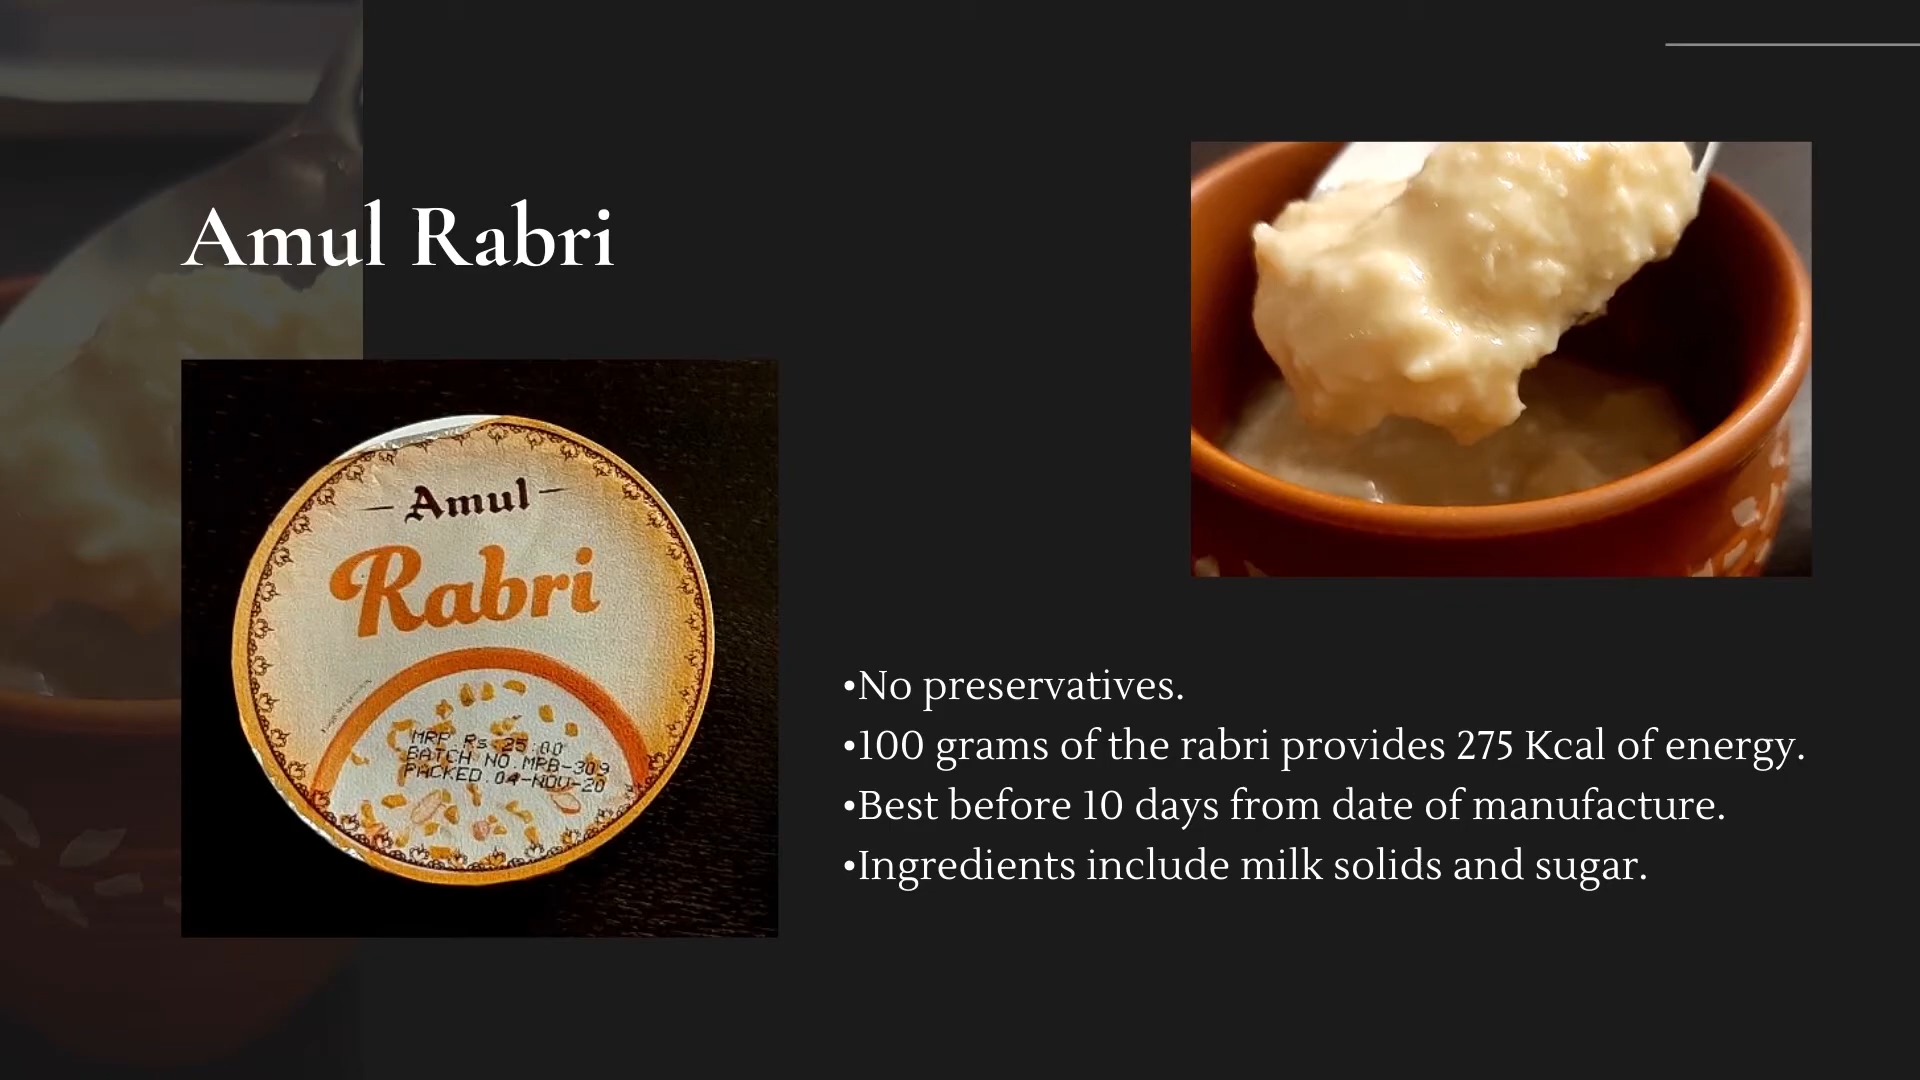 Amul Rabri
Amul
Rabri
MRP Rs 25.00
BATCH NO.MPB-309
PACKED.04-NOV-20
•No preservatives.
•100 grams of the rabri provides 275 Kcal of energy.
•Best before 10 days from date of manufacture.
•Ingredients include milk solids and sugar.